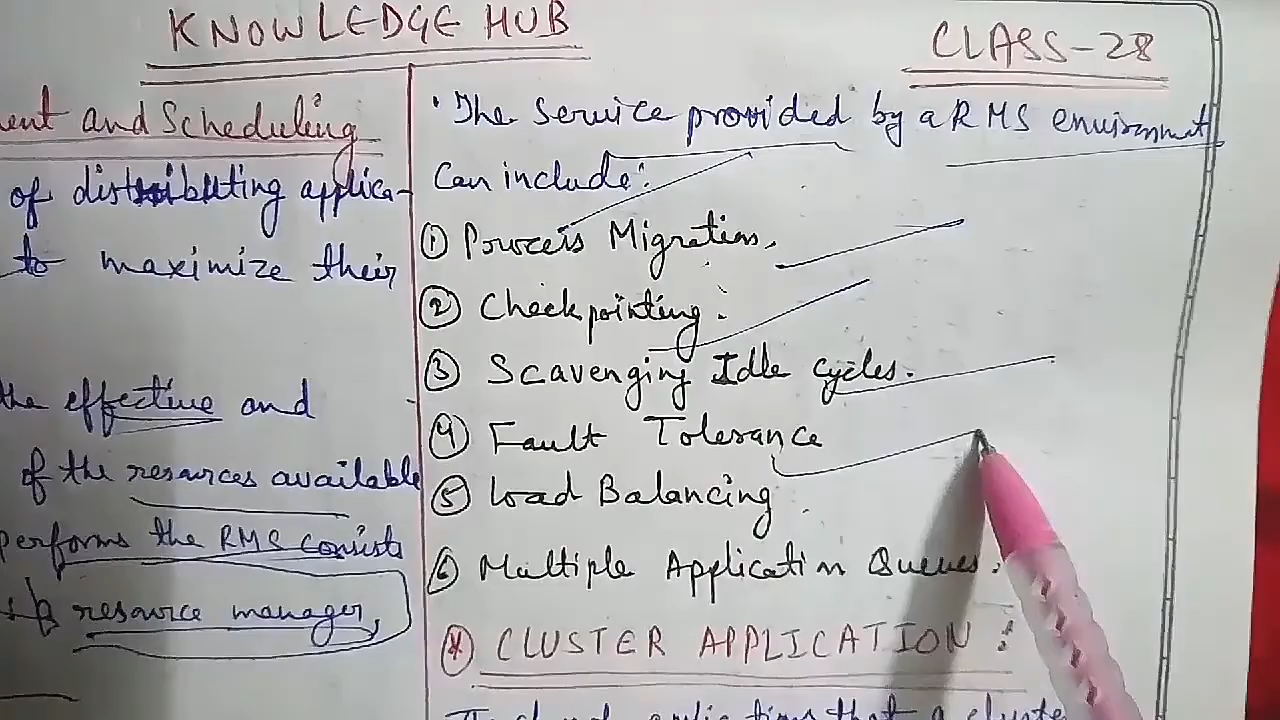 KNOWLEDGE HUB
CLASS-28
ent and Scheduling
of distributing applica-
to maximize their
the effective and
of the resources available
performs the RMS consists
resource manager,
• The service provided by a RMS environment
Can include:
① Process Migration.
② Checkpointing:
③ Scavenging Idle cycles.
④ Fault Tolerance
⑤ Load Balancing
⑥ Multiple Application Queues.
* CLUSTER APPLICATION :
that a cluster